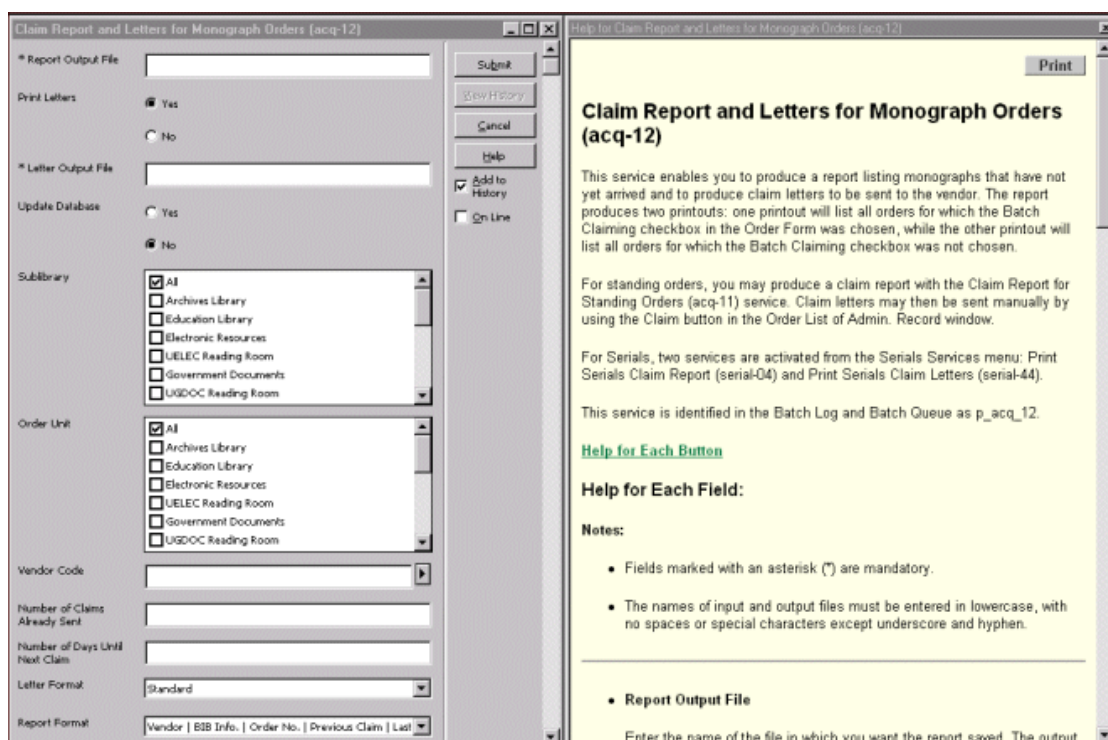 Claim Report and Letters for Monograph Orders (acq-12)
* Report Output File
Print Letters
Yes
No
* Letter Output File
Update Database
Yes
No
Sublibrary
All
Archives Library
Education Library
Electronic Resources
UELEC Reading Room
Government Documents
UGDOC Reading Room
Order Unit
All
Archives Library
Education Library
Electronic Resources
UELEC Reading Room
Government Documents
UGDOC Reading Room
Vendor Code
Number of Claims
Already Sent
Number of Days Until
Next Claim
Letter Format
Standard
Report Format
Vendor | BIB Info. | Order No. | Previous Claim | Last
Submit
View History
Cancel
Help
Add to
History
On Line
Help for Claim Report and Letters for Monograph Orders (acq-12)
Print
Claim Report and Letters for Monograph Orders
(acq-12)
This service enables you to produce a report listing monographs that have not
yet arrived and to produce claim letters to be sent to the vendor. The report
produces two printouts: one printout will list all orders for which the Batch
Claiming checkbox in the Order Form was chosen, while the other printout will
list all orders for which the Batch Claiming checkbox was not chosen.
For standing orders, you may produce a claim report with the Claim Report for
Standing Orders (acq-11) service. Claim letters may then be sent manually by
using the Claim button in the Order List of Admin. Record window.
For Serials, two services are activated from the Serials Services menu: Print
Serials Claim Report (serial-04) and Print Serials Claim Letters (serial-44).
This service is identified in the Batch Log and Batch Queue as p_acq_12.
Help for Each Button
Help for Each Field:
Notes:
• Fields marked with an asterisk (*) are mandatory.
• The names of input and output files must be entered in lowercase, with
no spaces or special characters except underscore and hyphen.
• Report Output File
Enter the name of the file in which you want the report saved. The output